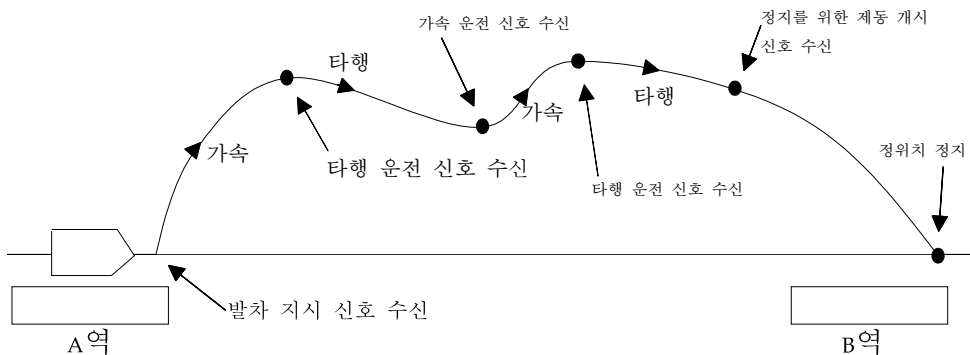 가속 운전 신호 수신
정지를 위한 제동 개시
신호 수신
타행
가속
타행
가속
타행 운전 신호 수신
타행 운전 신호 수신
정위치 정지
발차 지시 신호 수신
A역
B역